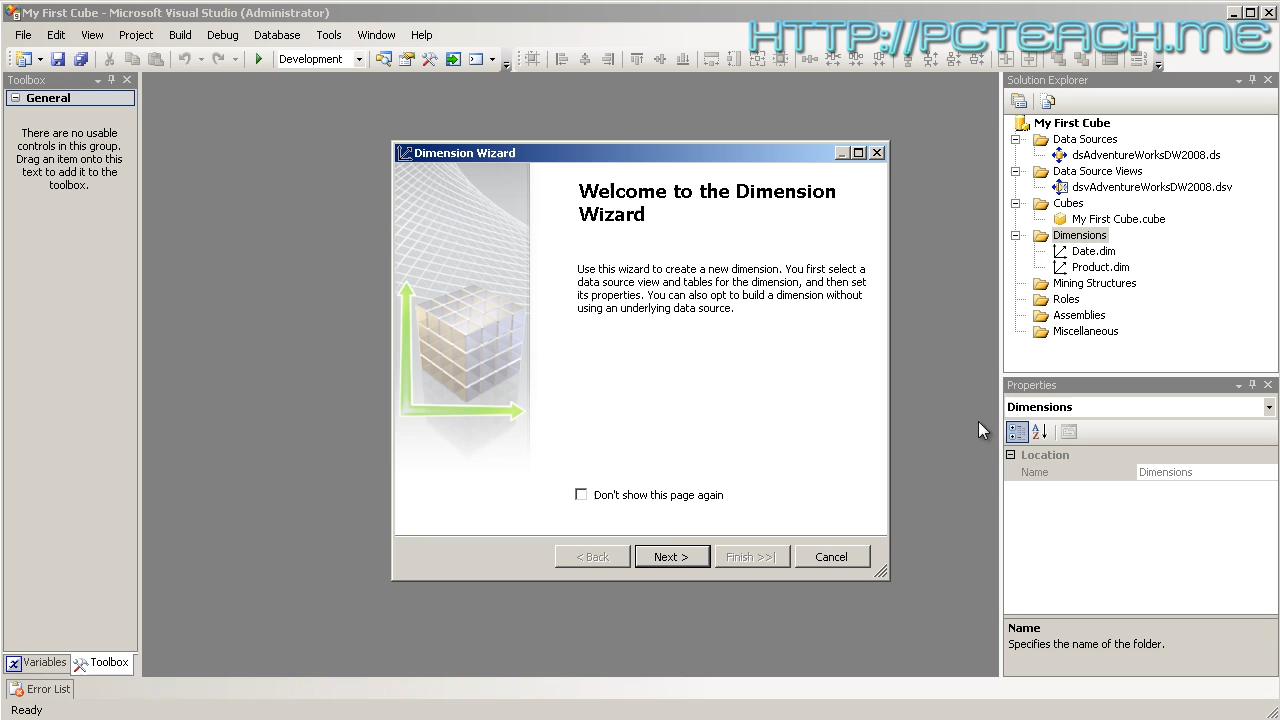 My First Cube - Microsoft Visual Studio (Administrator)
HTTP://PCTEACH.ME
File Edit View Project Build Debug Database Tools Window Help
Development
Toolbox
General
There are no usable
controls in this group.
Drag an item onto this
text to add it to the
toolbox.
Variables
Toolbox
Error List
Ready
Dimension Wizard
Welcome to the Dimension
Wizard
Use this wizard to create a new dimension. You first select a
data source view and tables for the dimension, and then set
its properties. You can also opt to build a dimension without
using an underlying data source.
Don't show this page again
< Back
Next >
Finish >>|
Cancel
Solution Explorer
My First Cube
Data Sources
dsAdventureWorksDW2008.ds
Data Source Views
dsvAdventureWorksDW2008.dsv
Cubes
My First Cube.cube
Dimensions
Date.dim
Product.dim
Mining Structures
Roles
Assemblies
Miscellaneous
Properties
Dimensions
Location
Name Dimensions
Name
Specifies the name of the folder.